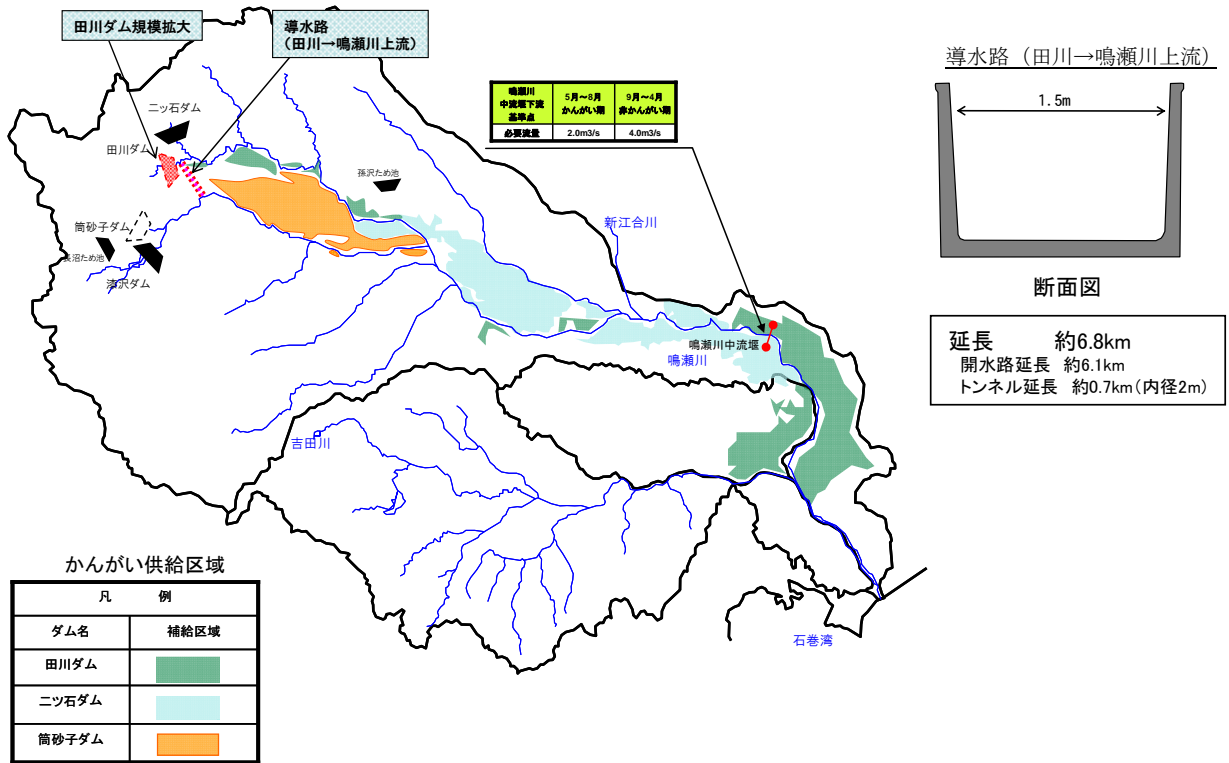 田川ダム規模拡大
導水路
(田川→鳴瀬川上流)
二ツ石ダム
田川ダム
筒砂子ダム
長沼ため池
漆沢ダム
孫沢ため池
鳴瀬川
中流堰下流
基準点
5月~8月
かんがい期
9月~4月
非かんがい期
必要流量
2.0m3/s
4.0m3/s
新江合川
鳴瀬川中流堰
鳴瀬川
吉田川
石巻湾
導水路(田川→鳴瀬川上流)
1.5m
断面図
延長 約6.8km
開水路延長 約6.1km
トンネル延長 約0.7km(内径2m)
かんがい供給区域
凡 例
ダム名 補給区域
田川ダム
二ツ石ダム
筒砂子ダム